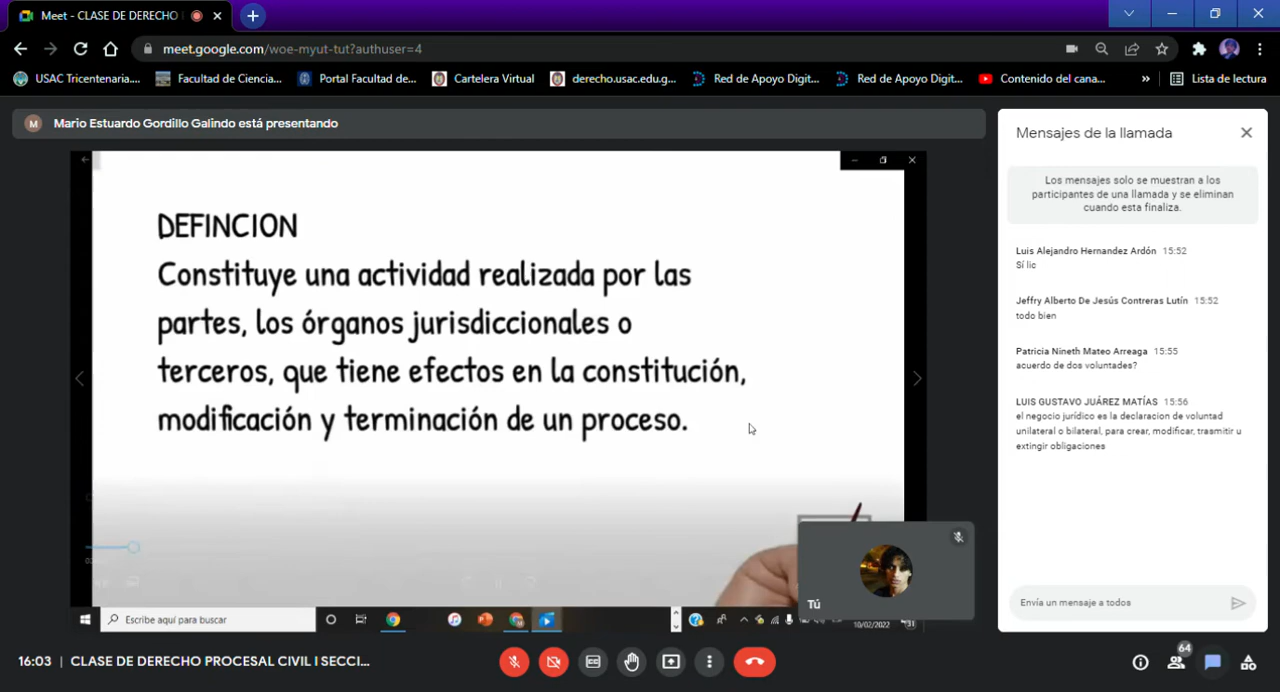 Meet - CLASE DE DERECHO
meet.google.com/woe-myut-tut?authuser=4
USAC Tricentenaria....
Facultad de Ciencia...
Portal Facultad de...
Cartelera Virtual
derecho.usac.edu.g...
Red de Apoyo Digit...
Red de Apoyo Digit...
Contenido del cana...
»
Lista de lectura
M
Mario Estuardo Gordillo Galindo está presentando
DEFINCION
Constituye una actividad realizada por las
partes, los órganos jurisdiccionales o
terceros, que tiene efectos en la constitución,
modificación y terminación de un proceso.
Tú
Escribe aquí para buscar
10/02/2022
Mensajes de la llamada
Los mensajes solo se muestran a los
participantes de una llamada y se eliminan
cuando esta finaliza.
Luis Alejandro Hernandez Ardón 15:52
Sí lic
Jeffry Alberto De Jesús Contreras Lutín 15:52
todo bien
Patricia Nineth Mateo Arreaga 15:55
acuerdo de dos voluntades?
LUIS GUSTAVO JUÁREZ MATÍAS 15:56
el negocio jurídico es la declaracion de voluntad
unilateral o bilateral, para crear, modificar, trasmitir u
extingir obligaciones
Envía un mensaje a todos
16:03 | CLASE DE DERECHO PROCESAL CIVIL I SECCI...
64